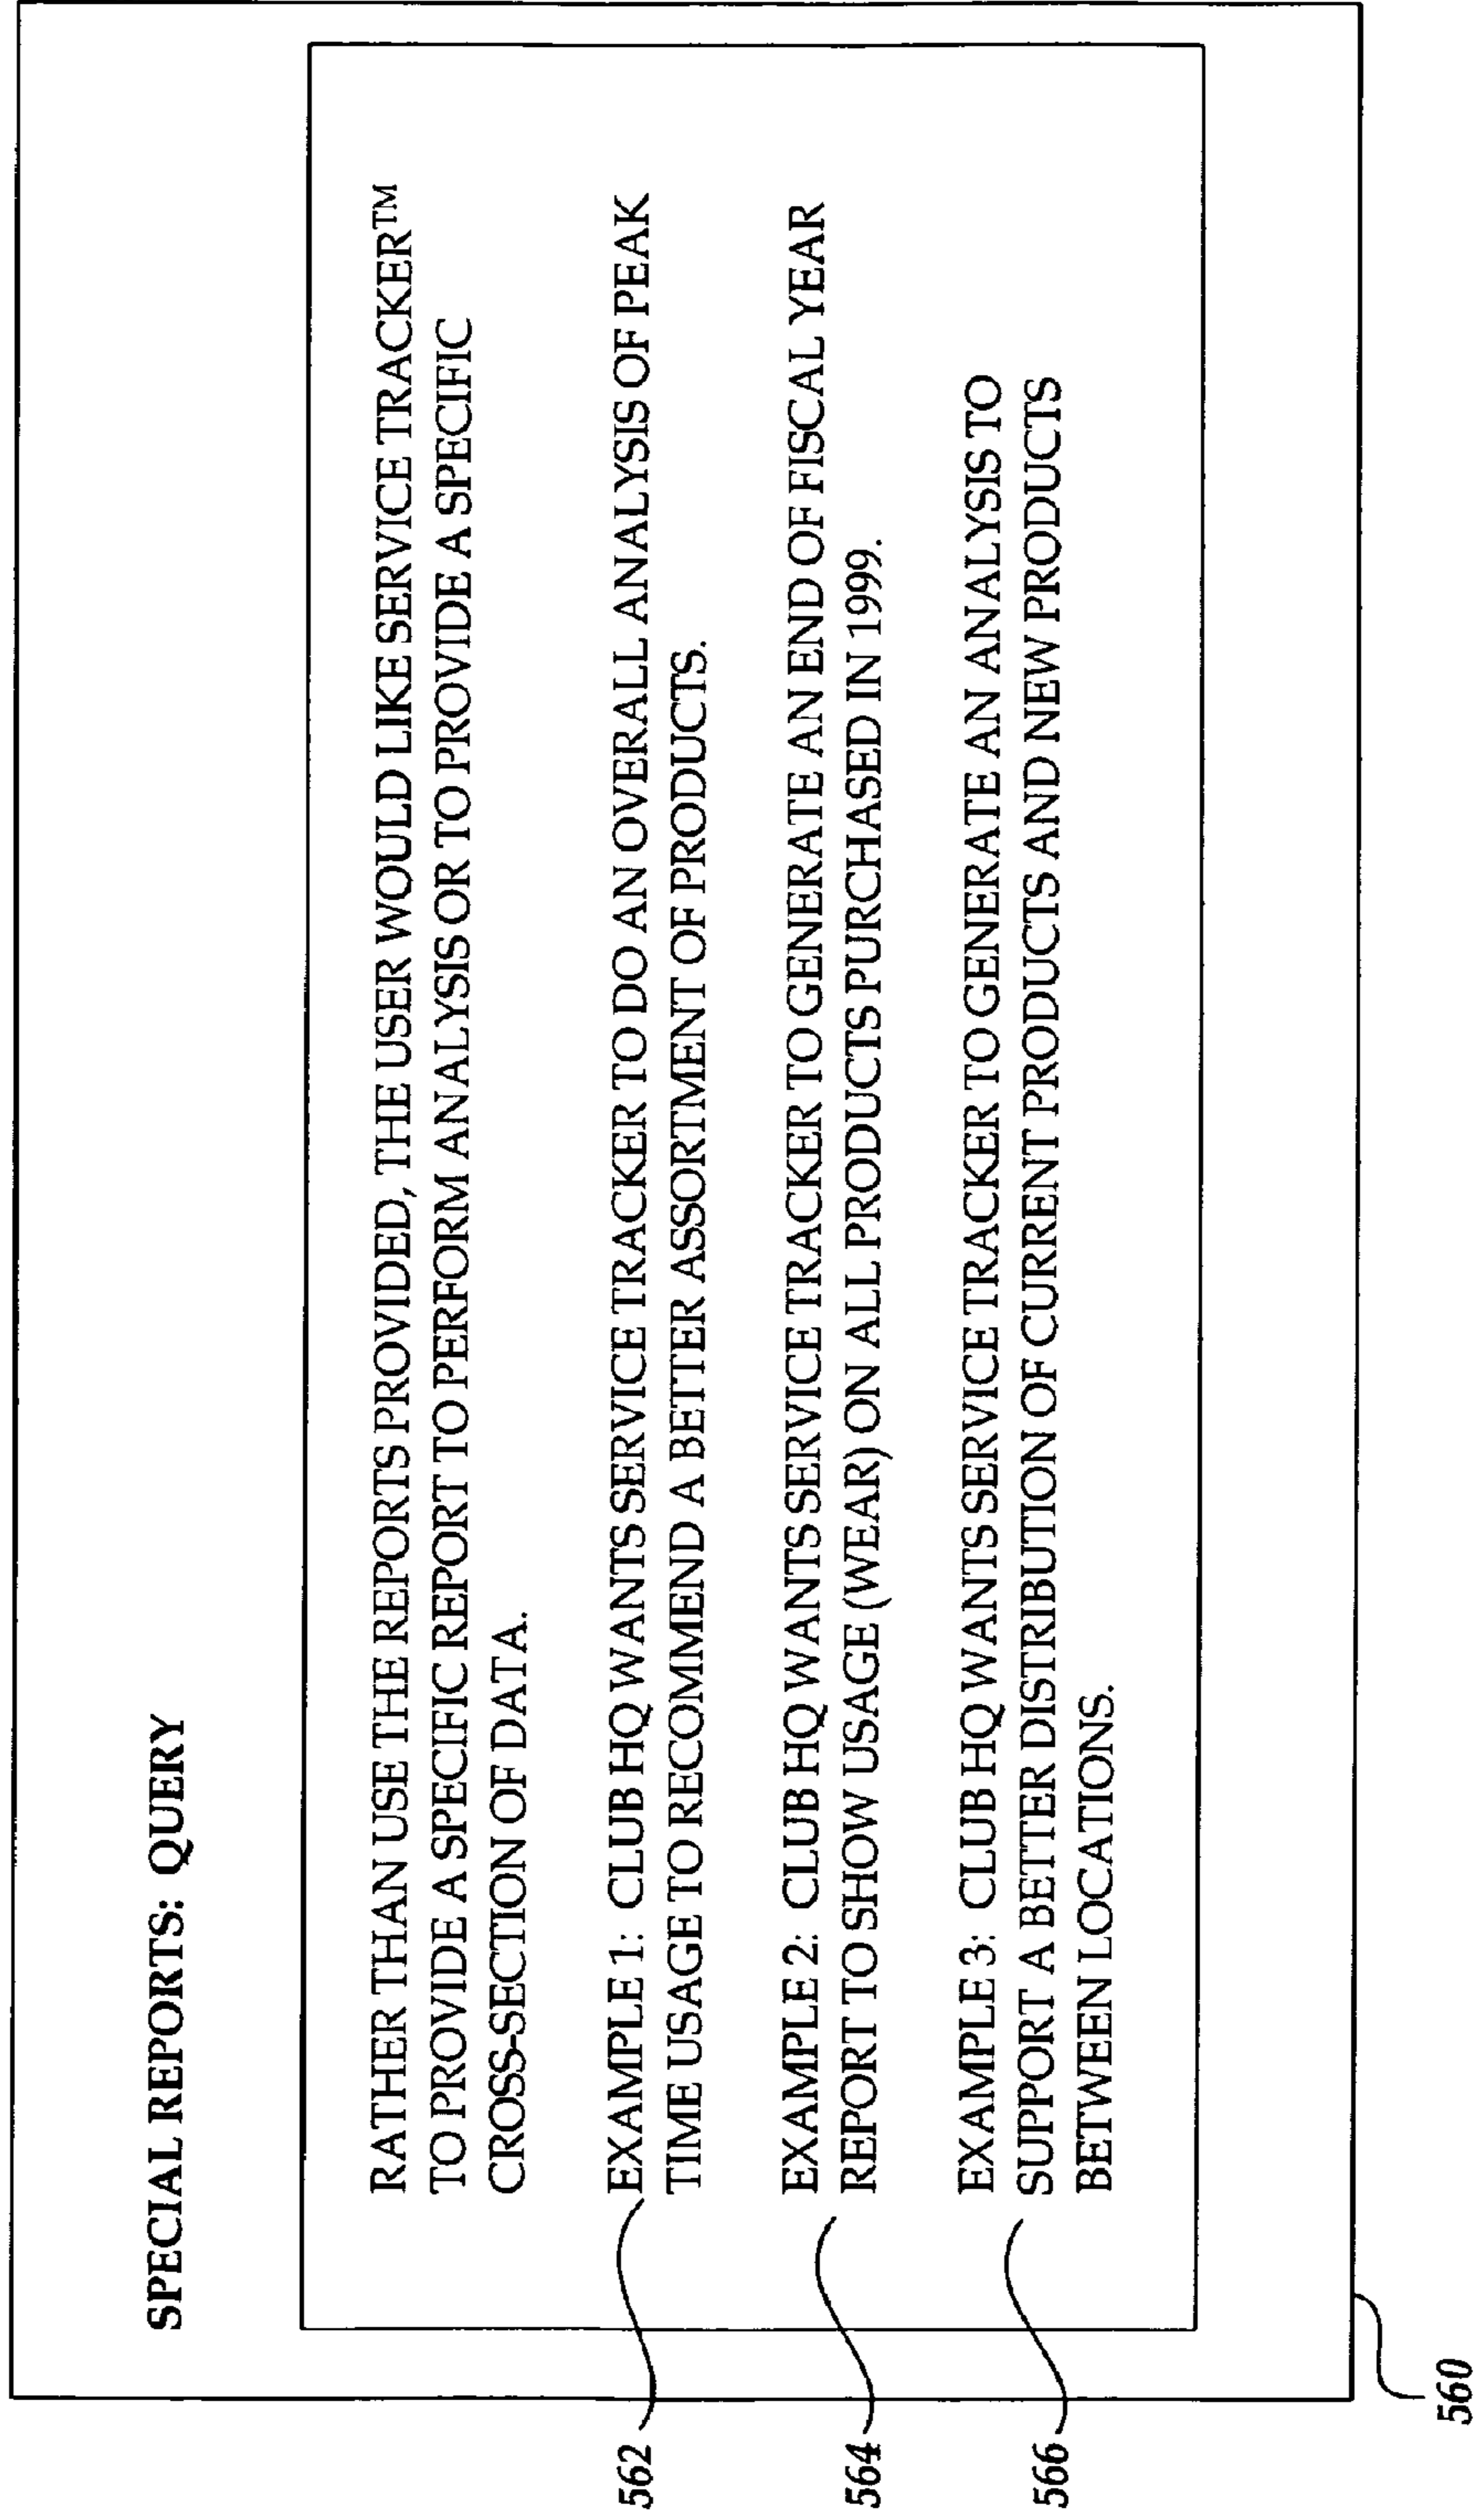 SPECIAL REPORTS: QUERY
RATHER THAN USE THE REPORTS PROVIDED, THE USER WOULD LIKE SERVICE TRACKER™
TO PROVIDE A SPECIFIC REPORT TO PERFORM ANALYSIS OR TO PROVIDE A SPECIFIC
CROSS-SECTION OF DATA.
EXAMPLE 1: CLUB HQ WANTS SERVICE TRACKER TO DO AN OVERALL ANALYSIS OF PEAK
TIME USAGE TO RECOMMEND A BETTER ASSORTMENT OF PRODUCTS.
EXAMPLE 2: CLUB HQ WANTS SERVICE TRACKER TO GENERATE AN END OF FISCAL YEAR
REPORT TO SHOW USAGE (WEAR) ON ALL PRODUCTS PURCHASED IN 1999.
EXAMPLE 3: CLUB HQ WANTS SERVICE TRACKER TO GENERATE AN ANALYSIS TO
SUPPORT A BETTER DISTRIBUTION OF CURRENT PRODUCTS AND NEW PRODUCTS
BETWEEN LOCATIONS.
562
564
566
560